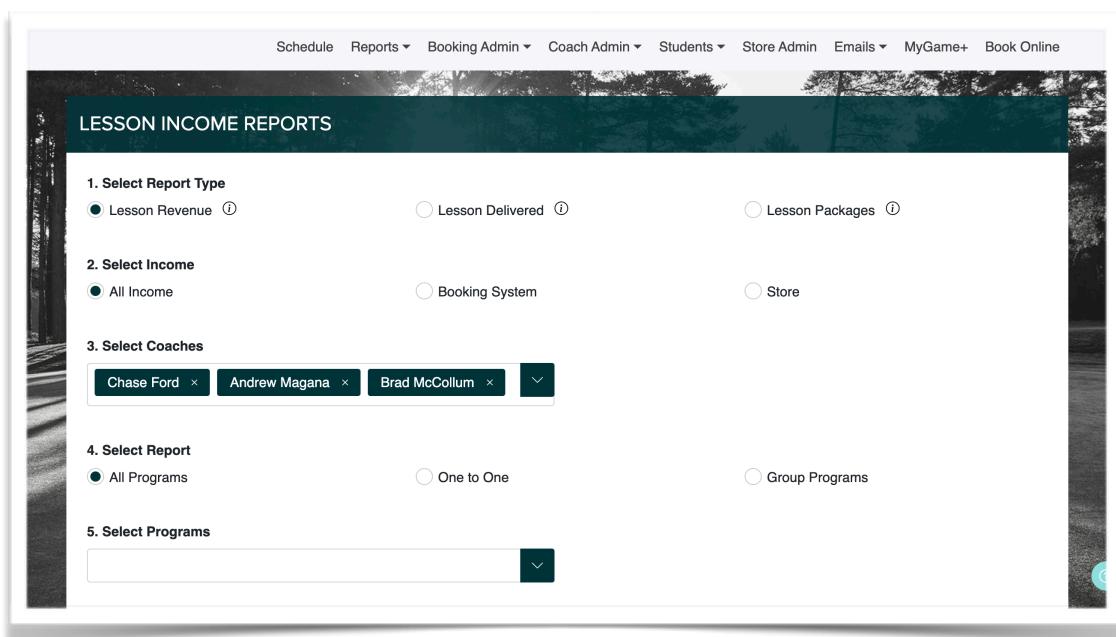 Schedule Reports Booking Admin Coach Admin Students Store Admin Emails MyGame+ Book Online
LESSON INCOME REPORTS
1. Select Report Type
Lesson Revenue Lesson Delivered Lesson Packages
2. Select Income
All Income Booking System Store
3. Select Coaches
Chase Ford × Andrew Magana × Brad McCollum ×
4. Select Report
All Programs One to One Group Programs
5. Select Programs